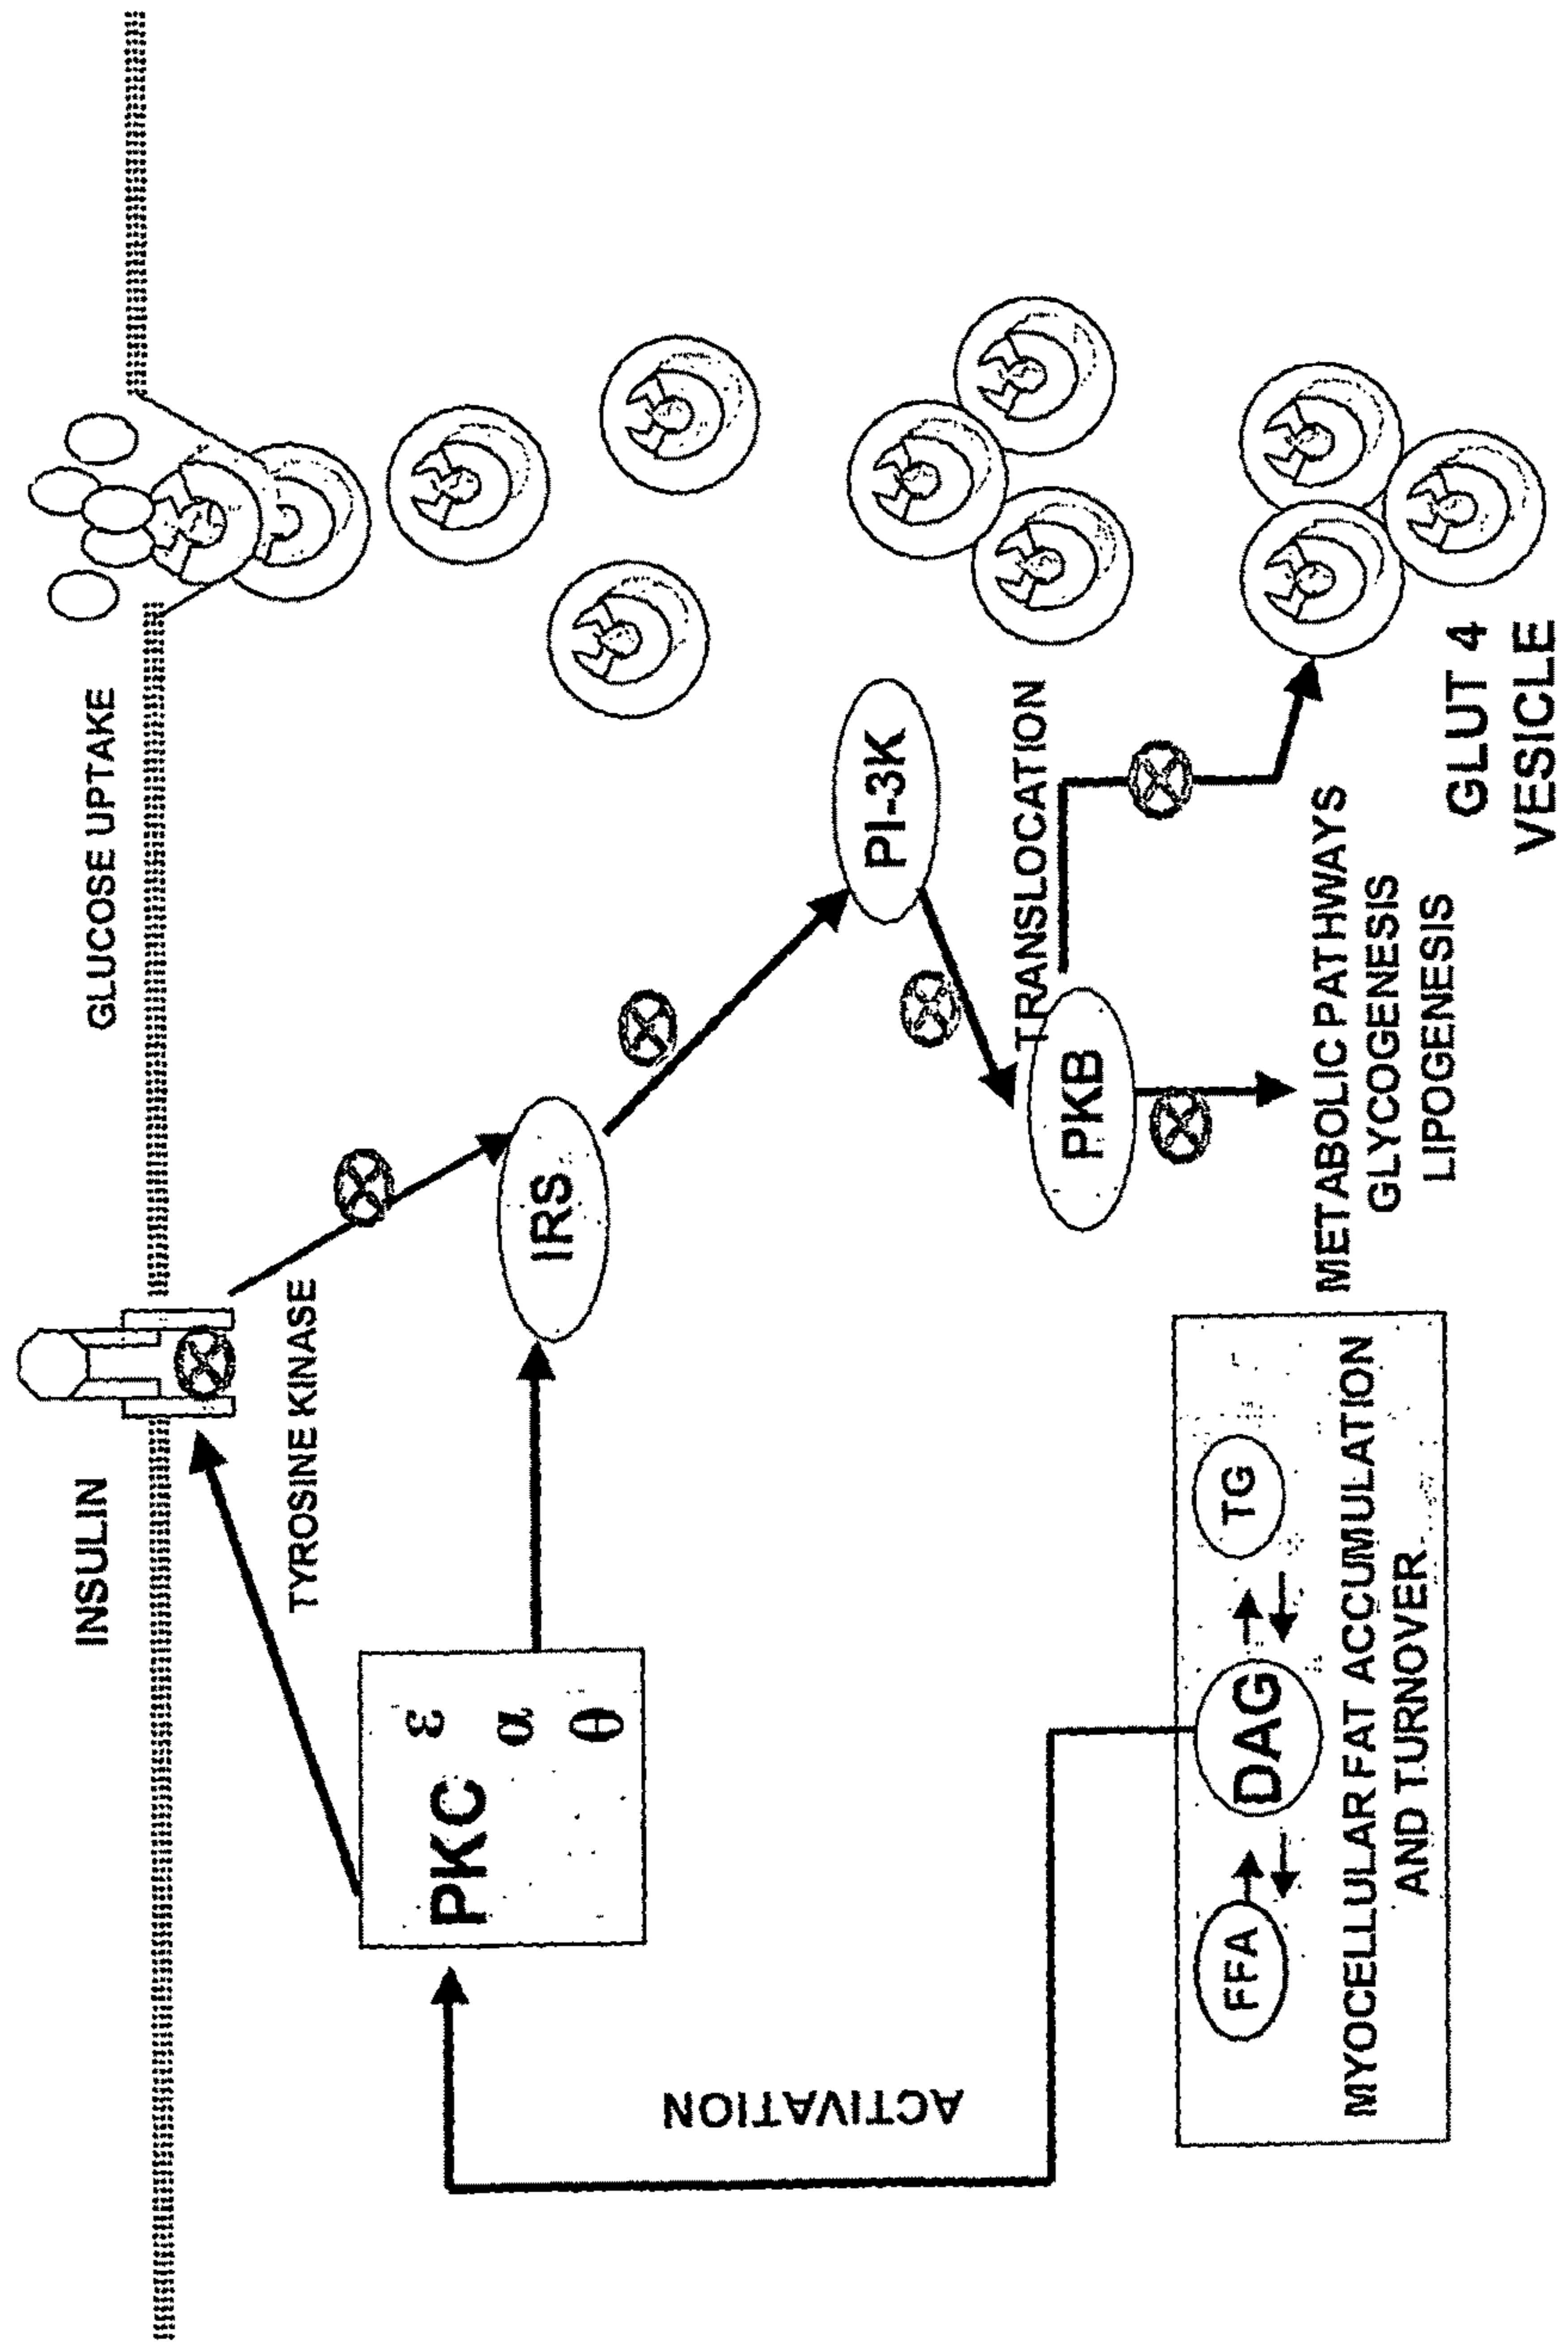 INSULIN
GLUCOSE UPTAKE
TYROSINE KINASE
PKC
ε
α
θ
IRS
PI-3K
ACTIVATION
TRANSLOCATION
PKB
FFA
DAG
TG
MYOCELLULAR FAT ACCUMULATION
AND TURNOVER
METABOLIC PATHWAYS
GLYCOGENESIS
LIPOGENESIS
GLUT 4
VESICLE